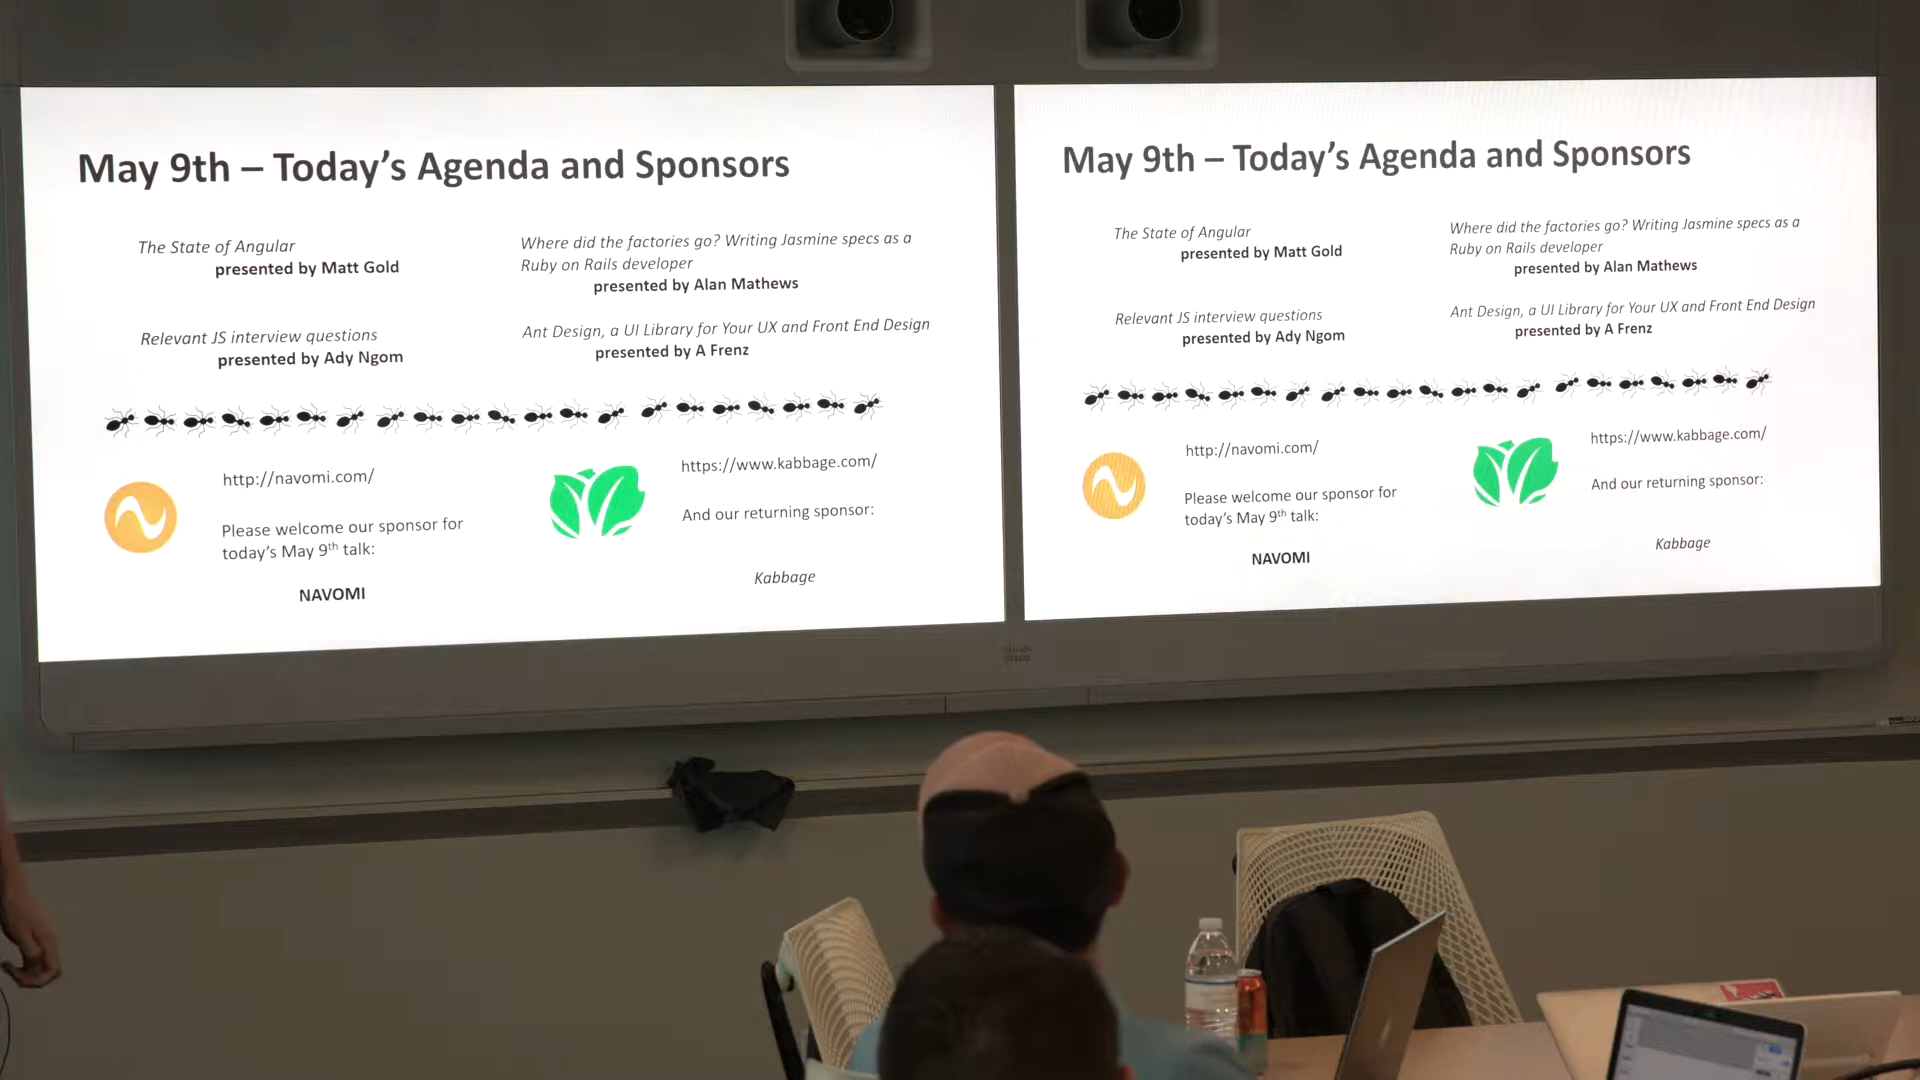 May 9th – Today's Agenda and Sponsors
The State of Angular
presented by Matt Gold
Where did the factories go? Writing Jasmine specs as a
Ruby on Rails developer
presented by Alan Mathews
Relevant JS interview questions
presented by Ady Ngom
Ant Design, a UI Library for Your UX and Front End Design
presented by A Frenz
http://navomi.com/
Please welcome our sponsor for
today's May 9th talk:
NAVOMI
https://www.kabbage.com/
And our returning sponsor:
Kabbage
May 9th – Today's Agenda and Sponsors
The State of Angular
presented by Matt Gold
Where did the factories go? Writing Jasmine specs as a
Ruby on Rails developer
presented by Alan Mathews
Relevant JS interview questions
presented by Ady Ngom
Ant Design, a UI Library for Your UX and Front End Design
presented by A Frenz
http://navomi.com/
Please welcome our sponsor for
today's May 9th talk:
NAVOMI
https://www.kabbage.com/
And our returning sponsor:
Kabbage
CISCO